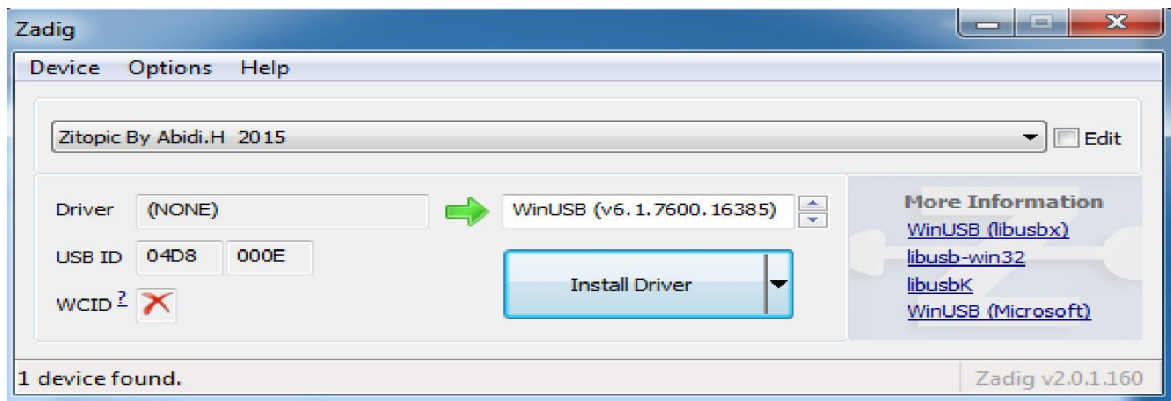 Zadig
Device Options Help
Zitopic By Abidi.H 2015
Edit
Driver (NONE) WinUSB (v6.1.7600.16385)
USB ID 04D8 000E
WCID ?
Install Driver
More Information
WinUSB (libusbx)
libusb-win32
libusbK
WinUSB (Microsoft)
1 device found.
Zadig v2.0.1.160